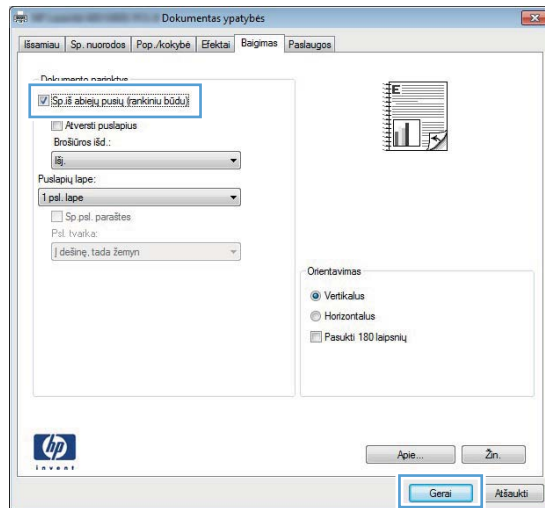 Dokumentas ypatybės
Išsamiau Sp. nuorodos Pop./kokybė Efektai Baigimas Paslaugos
Dokumento parinktys
Sp.iš abiejų pusių (rankiniu būdu)
Atversti puslapius
Brošiūros išd.:
Išj.
Puslapių lape:
1 psl. lape
Sp.psl. paraštes
Psl. tvarka:
Į dešinę, tada žemyn
E
Orientavimas
Vertikalus
Horizontalus
Pasukti 180 laipsnių
hp
invent
Apie... Žin.
Gerai Atšaukti